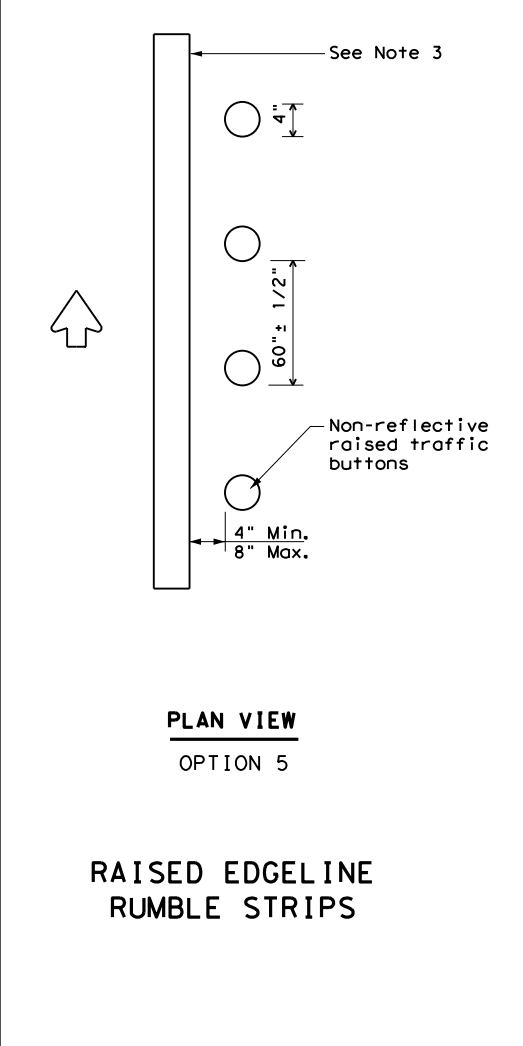 See Note 3
4"
60"± 1/2"
Non-reflective
raised traffic
buttons
4" Min.
8" Max.
PLAN VIEW
OPTION 5
RAISED EDGELINE
RUMBLE STRIPS